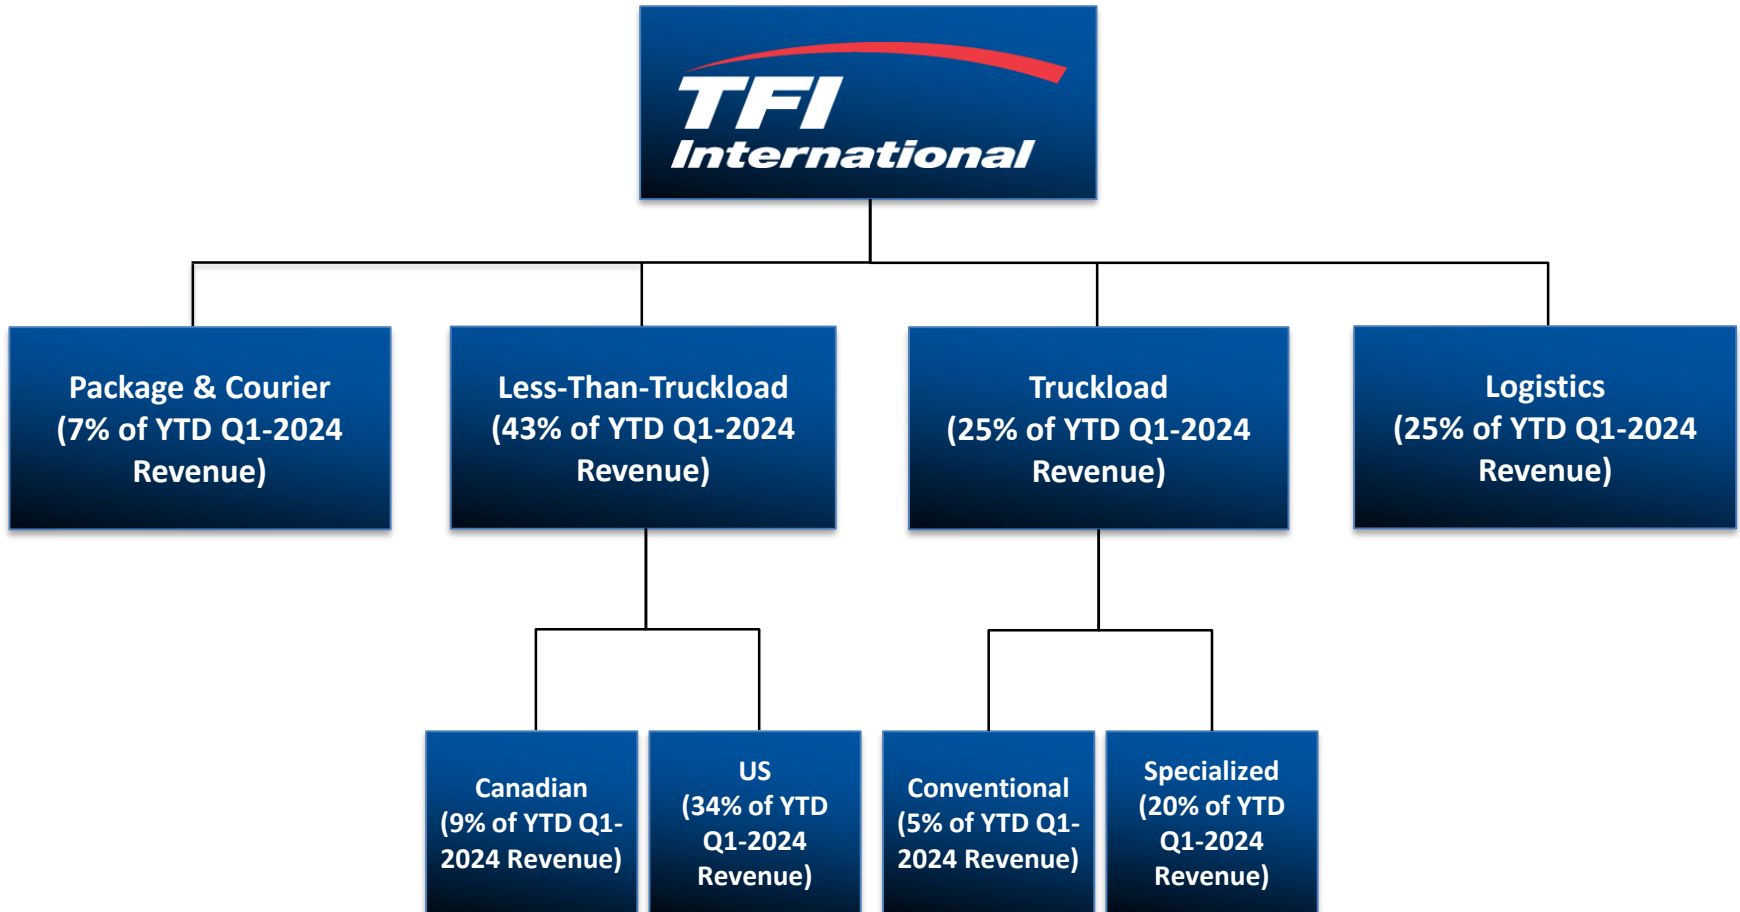 TFI
International
Package & Courier
(7% of YTD Q1-2024
Revenue)
Less-Than-Truckload
(43% of YTD Q1-2024
Revenue)
Truckload
(25% of YTD Q1-2024
Revenue)
Logistics
(25% of YTD Q1-2024
Revenue)
Canadian
(9% of YTD Q1-
2024 Revenue)
US
(34% of YTD
Q1-2024
Revenue)
Conventional
(5% of YTD Q1-
2024 Revenue)
Specialized
(20% of YTD
Q1-2024
Revenue)